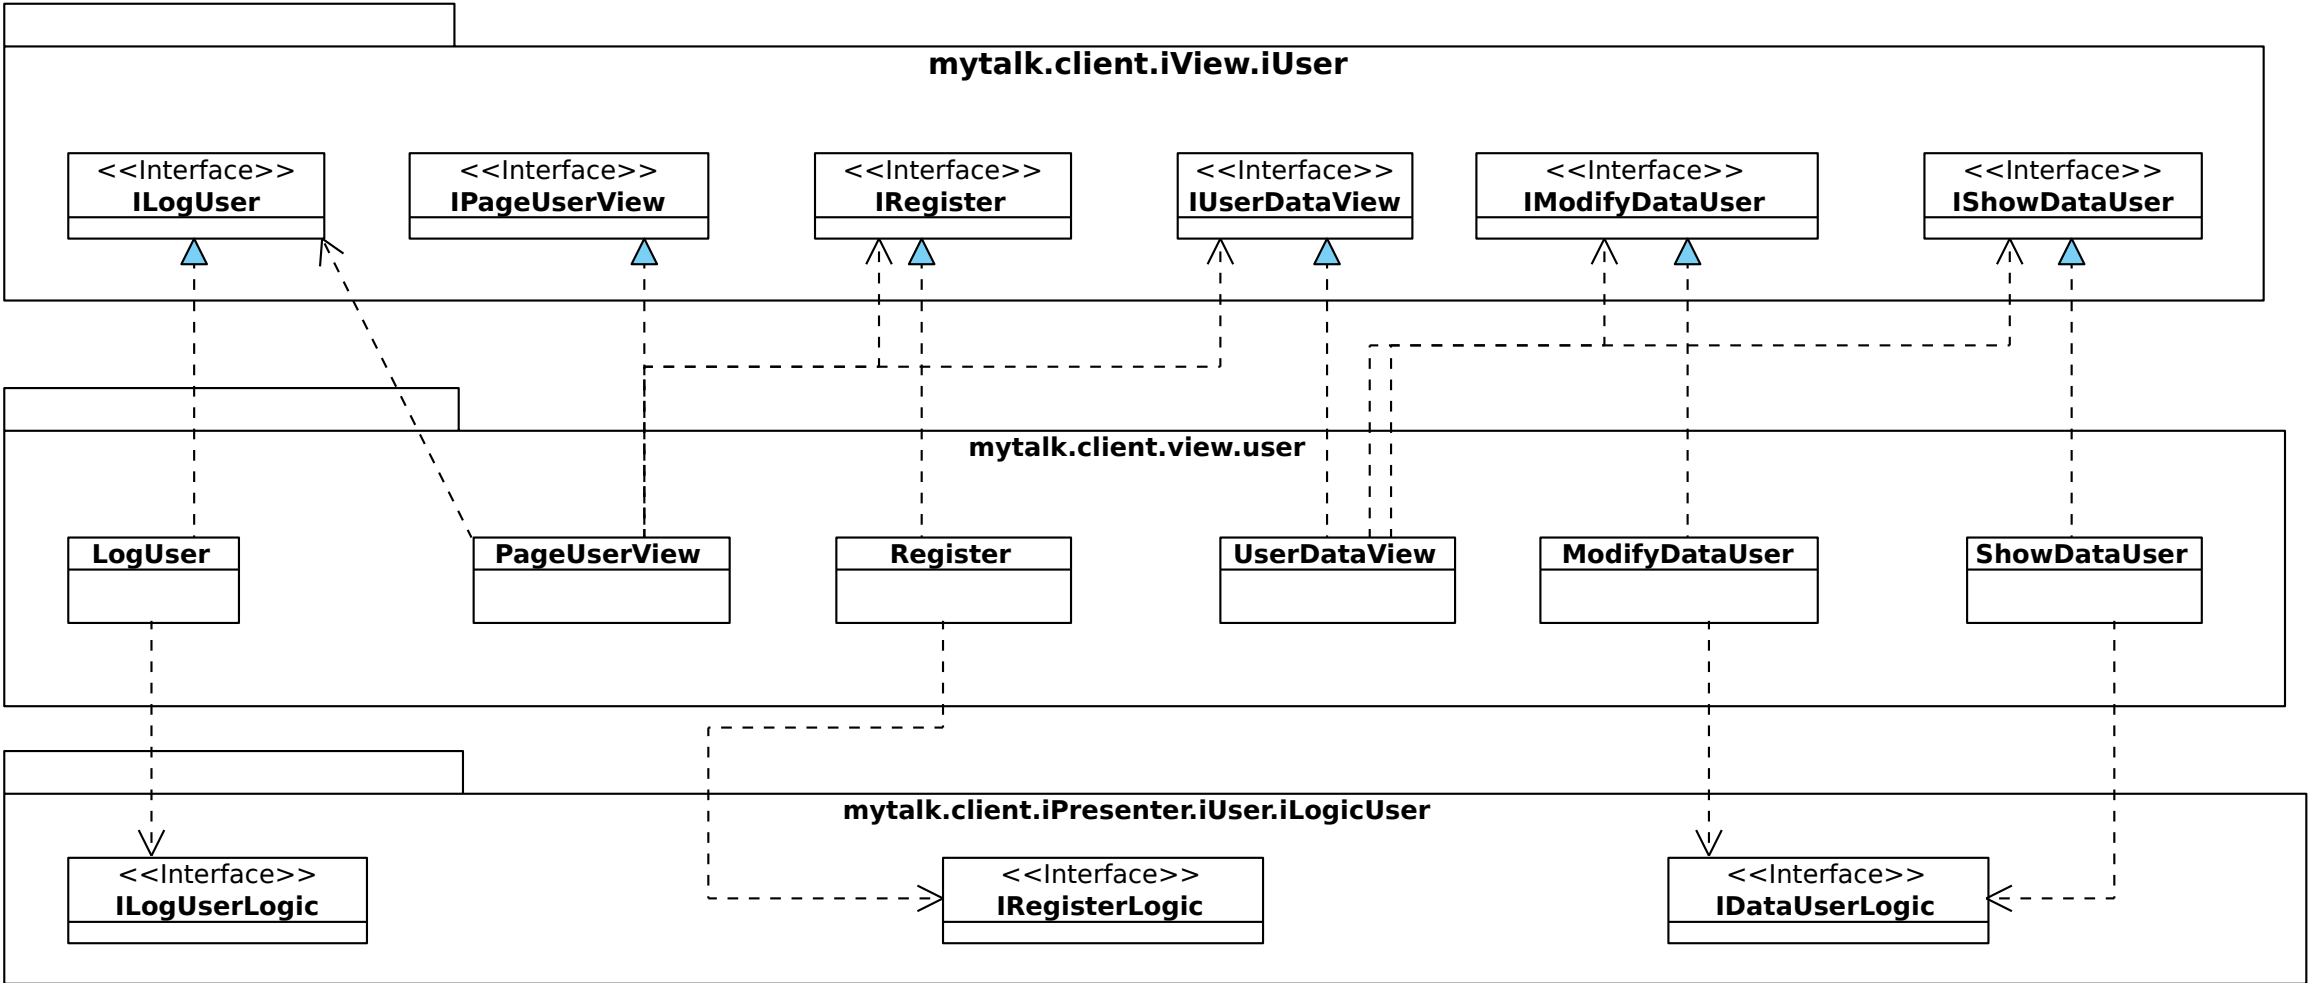 mytalk.client.iView.iUser
<<Interface>>
ILogUser
<<Interface>>
IPageUserView
<<Interface>>
IRegister
<<Interface>>
IUserDataView
<<Interface>>
IModifyDataUser
<<Interface>>
IShowDataUser
mytalk.client.view.user
LogUser
PageUserView
Register
UserDataView
ModifyDataUser
ShowDataUser
mytalk.client.iPresenter.iUser.iLogicUser
<<Interface>>
ILogUserLogic
<<Interface>>
IRegisterLogic
<<Interface>>
IDataUserLogic